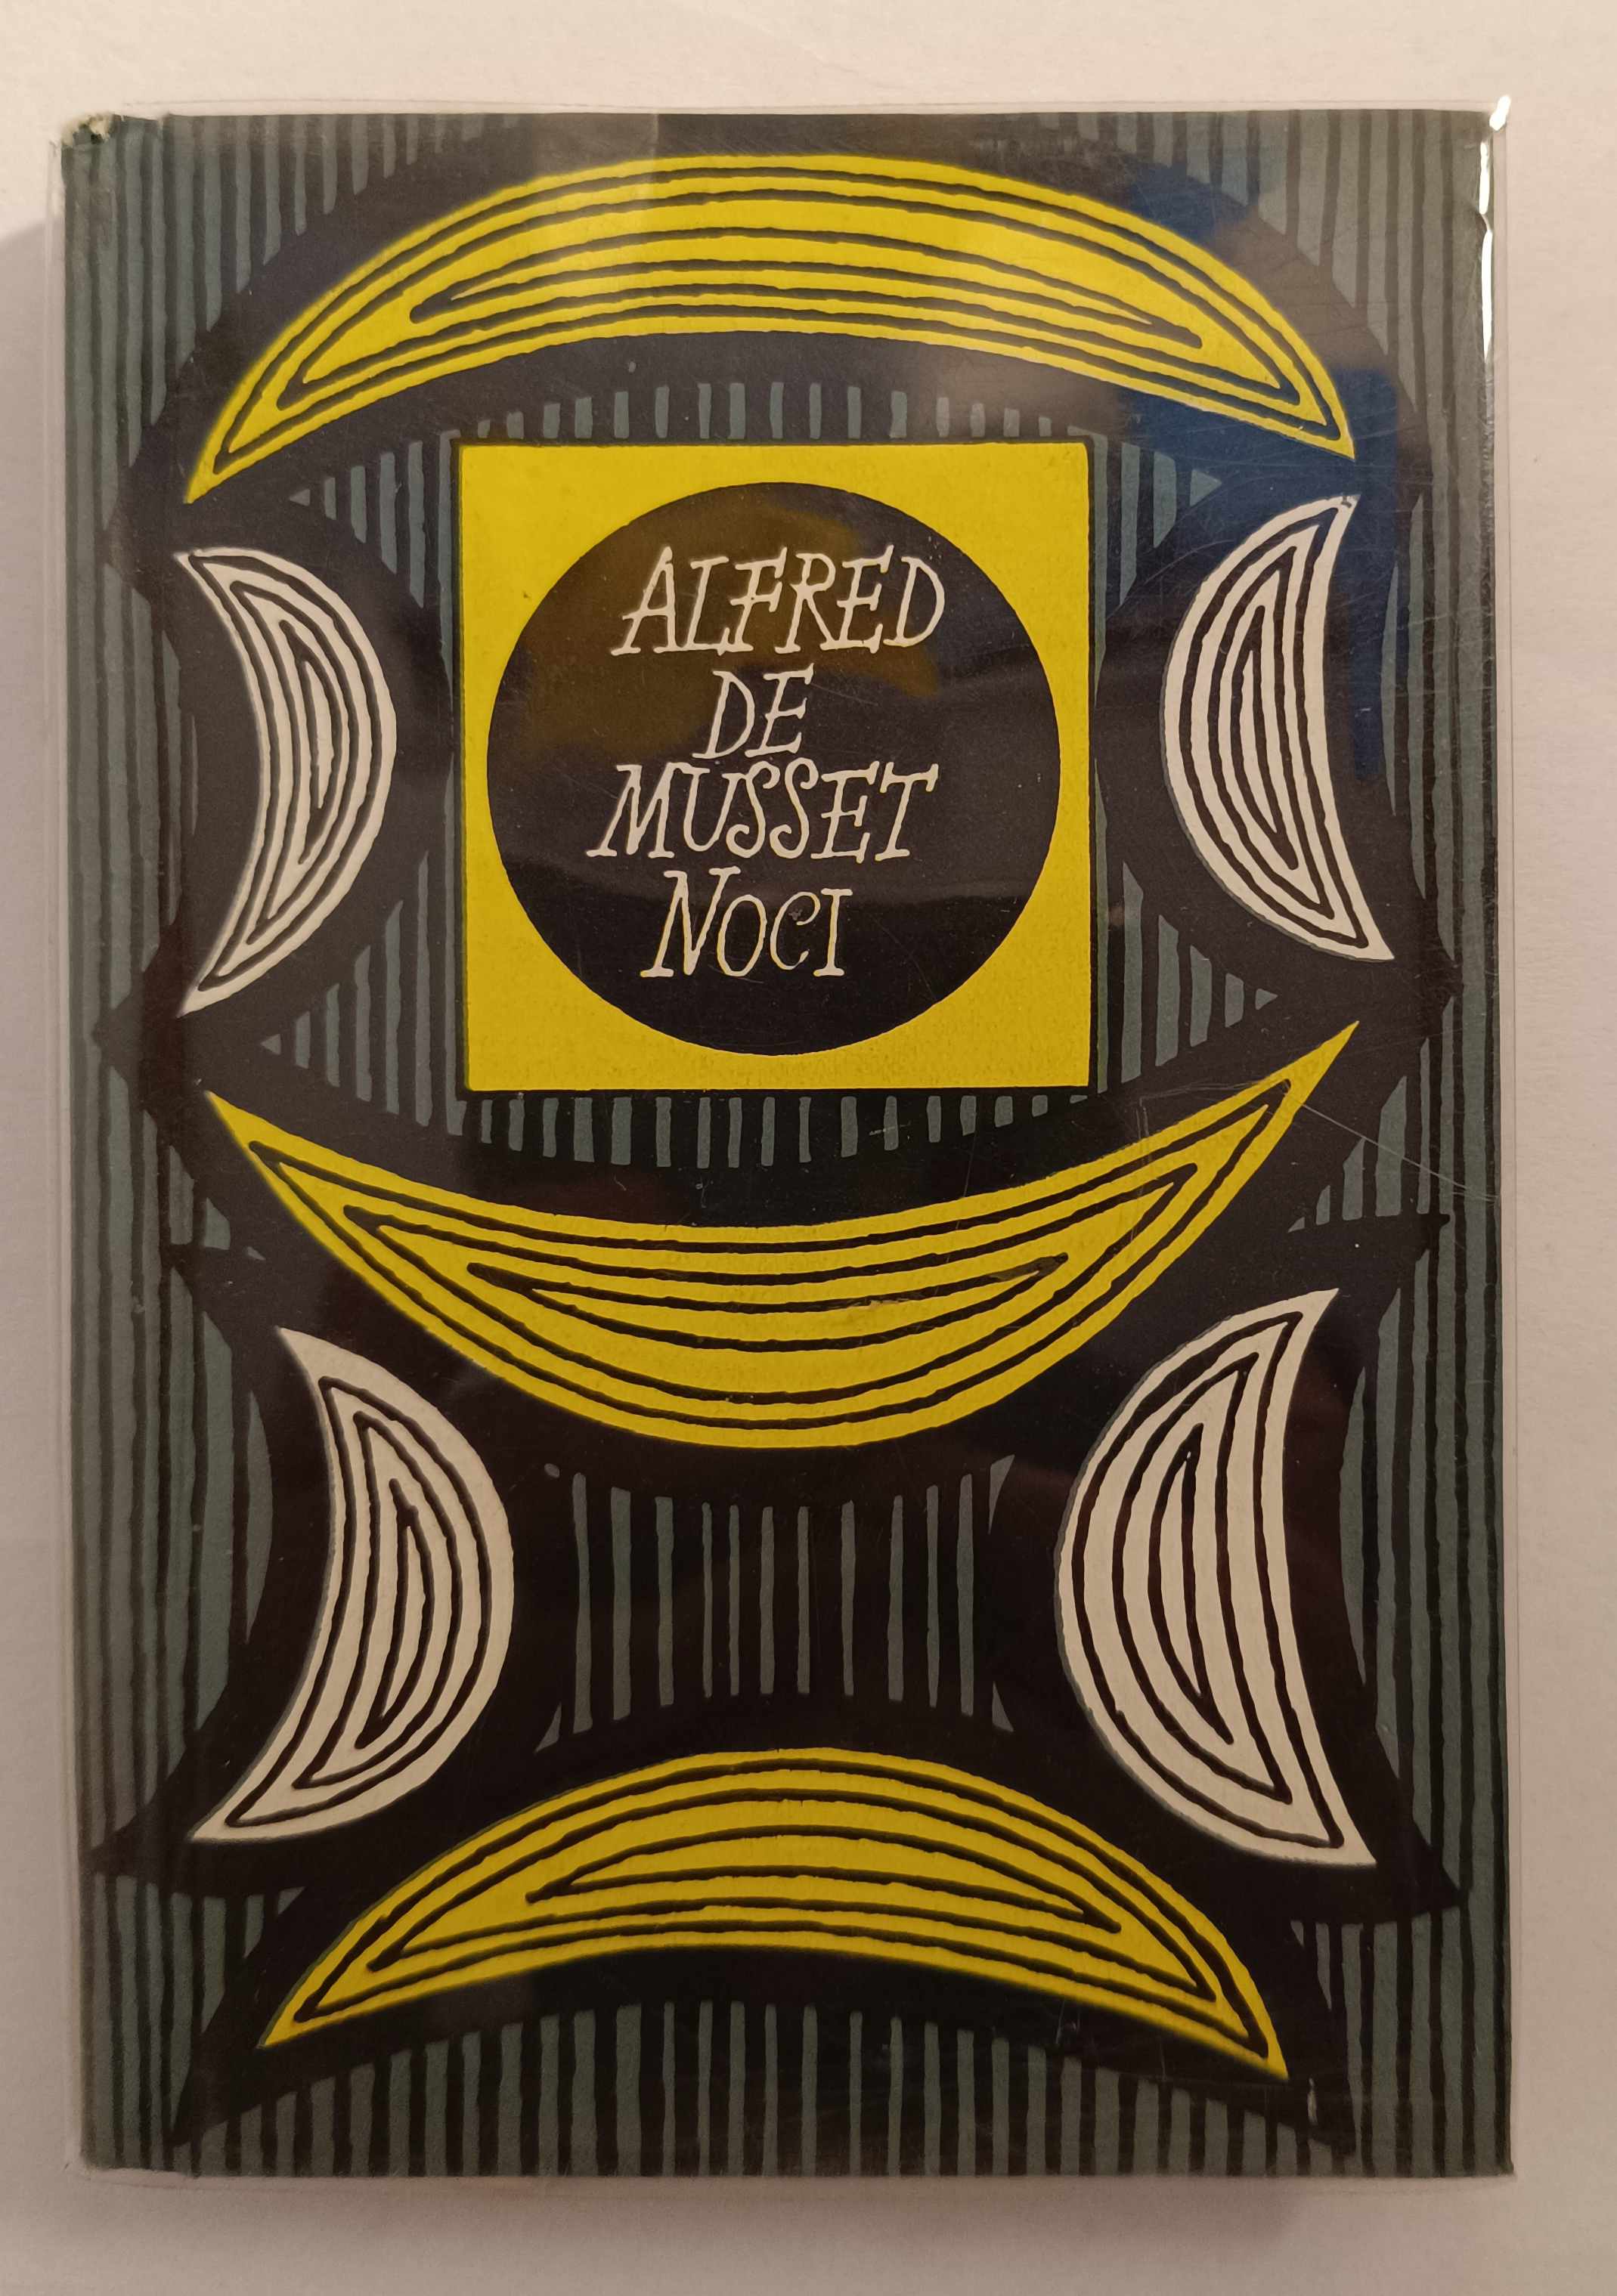 ALFRED
DE
MUSSET
NOCI